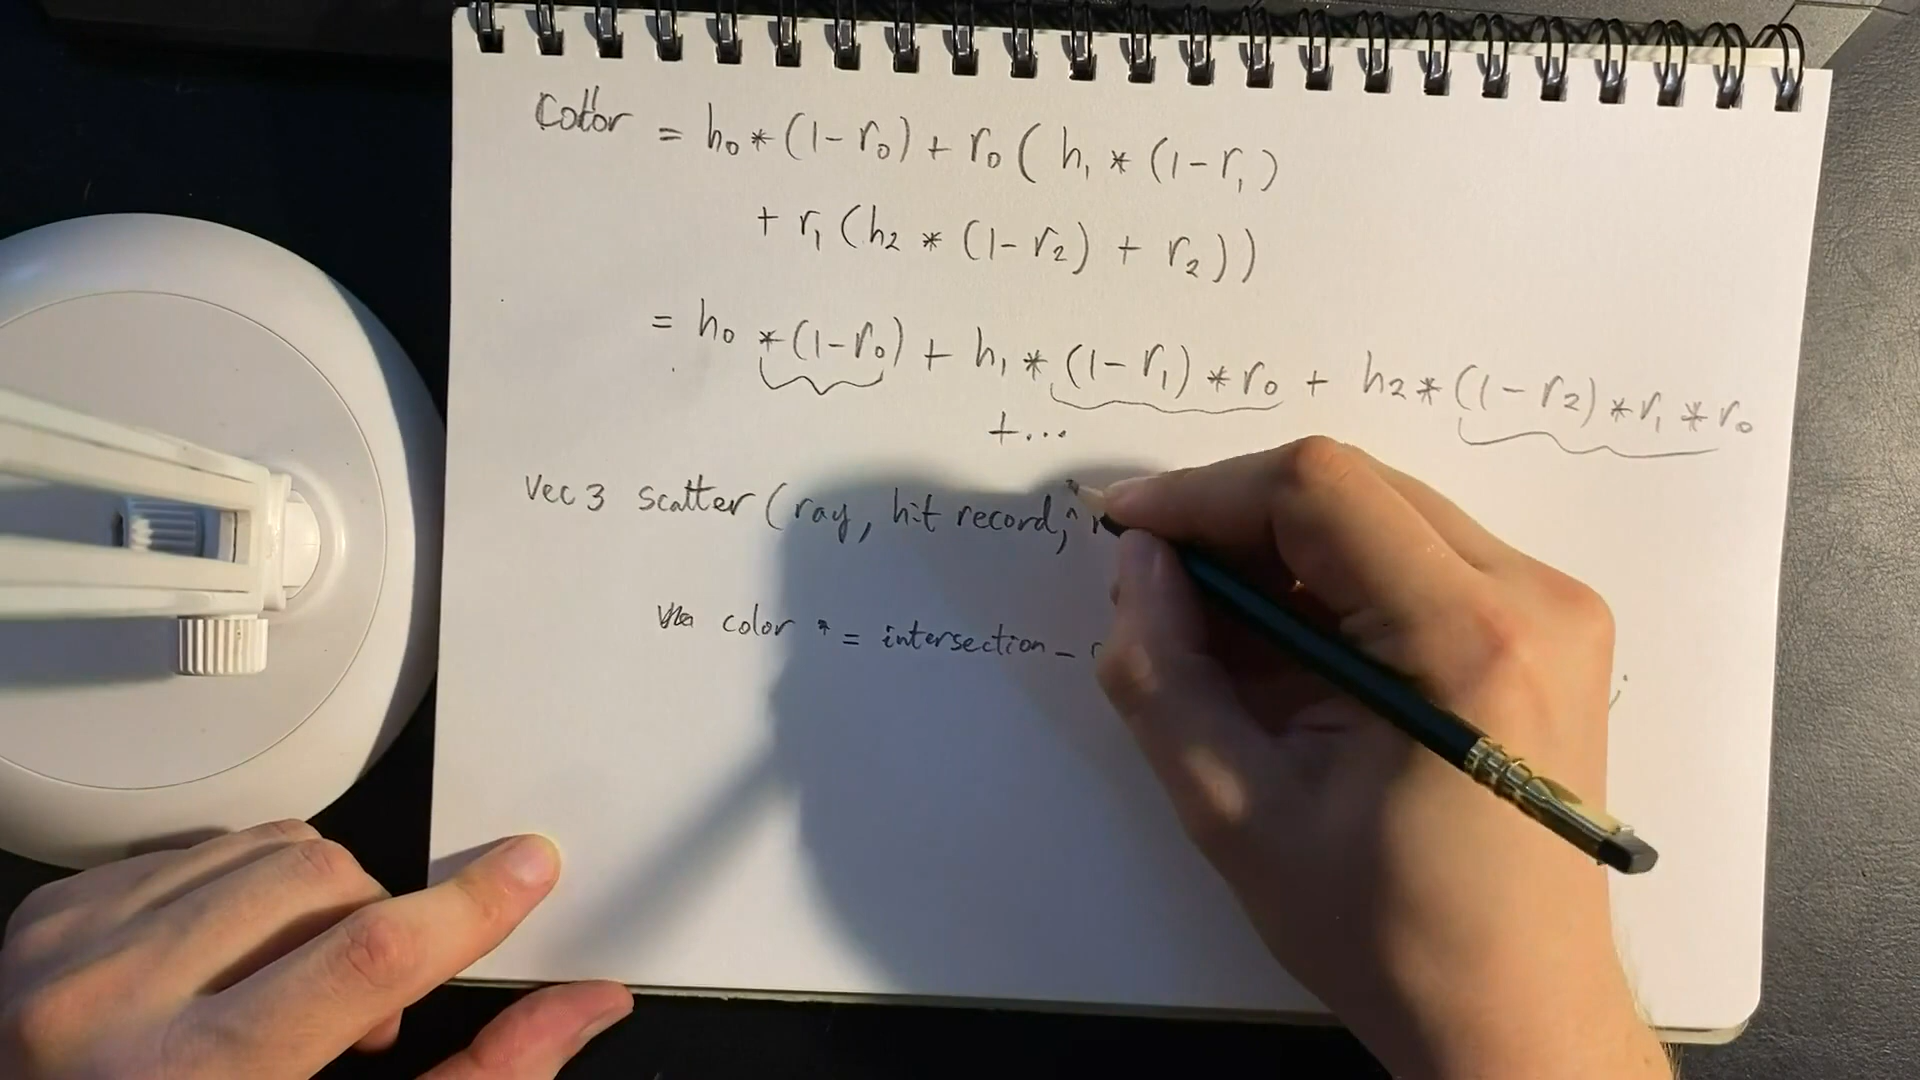 Color = h₀*(1-r₀) + r₀(h₁*(1-r₁)
+ r₁(h₂*(1-r₂) + r₂))
= h₀*(1-r₀) + h₁*(1-r₁)*r₀ + h₂*(1-r₂)*r₁*r₀
+...
Vec3 scatter(ray, hit record,
color *= intersection_